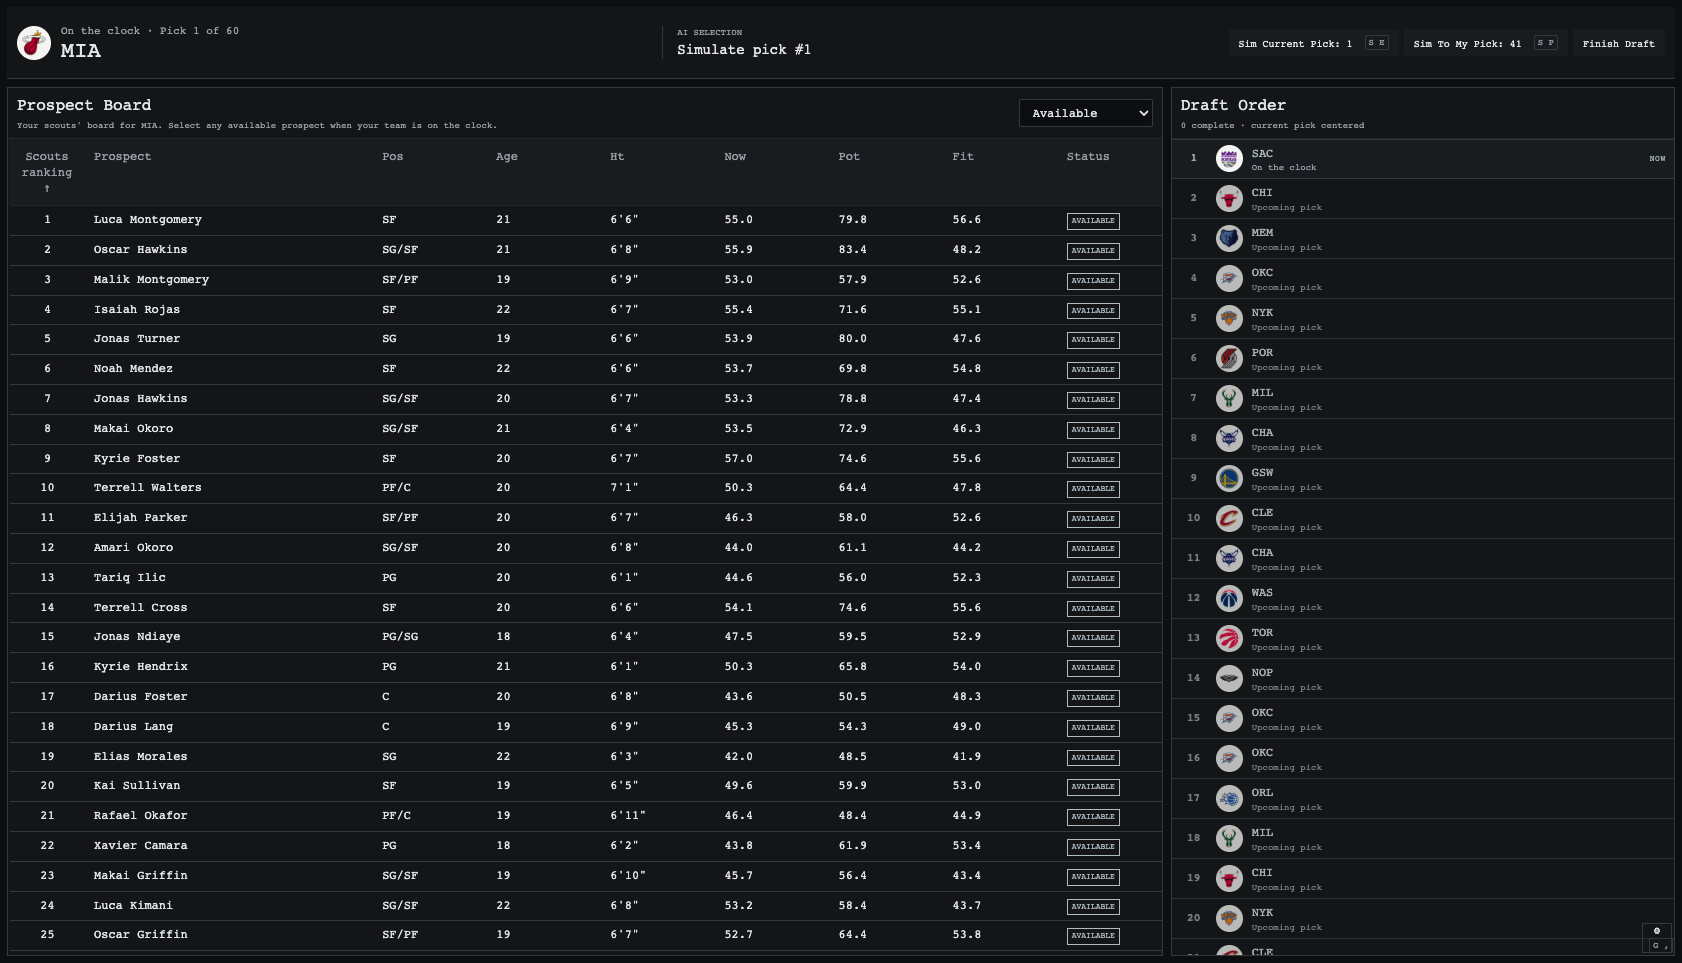 On the clock · Pick 1 of 60
MIA
AI SELECTION
Simulate pick #1
Sim Current Pick: 1 S E
Sim To My Pick: 41 S P
Finish Draft
Prospect Board
Your scouts' board for MIA. Select any available prospect when your team is on the clock.
Available
Scouts ranking ↑ Prospect Pos Age Ht Now Pot Fit Status
1 Luca Montgomery SF 21 6'6" 55.0 79.8 56.6 AVAILABLE
2 Oscar Hawkins SG/SF 21 6'8" 55.9 83.4 48.2 AVAILABLE
3 Malik Montgomery SF/PF 19 6'9" 53.0 57.9 52.6 AVAILABLE
4 Isaiah Rojas SF 22 6'7" 55.4 71.6 55.1 AVAILABLE
5 Jonas Turner SG 19 6'6" 53.9 80.0 47.6 AVAILABLE
6 Noah Mendez SF 22 6'6" 53.7 69.8 54.8 AVAILABLE
7 Jonas Hawkins SG/SF 20 6'7" 53.3 78.8 47.4 AVAILABLE
8 Makai Okoro SG/SF 21 6'4" 53.5 72.9 46.3 AVAILABLE
9 Kyrie Foster SF 20 6'7" 57.0 74.6 55.6 AVAILABLE
10 Terrell Walters PF/C 20 7'1" 50.3 64.4 47.8 AVAILABLE
11 Elijah Parker SF/PF 20 6'7" 46.3 58.0 52.6 AVAILABLE
12 Amari Okoro SG/SF 20 6'8" 44.0 61.1 44.2 AVAILABLE
13 Tariq Ilic PG 20 6'1" 44.6 56.0 52.3 AVAILABLE
14 Terrell Cross SF 20 6'6" 54.1 74.6 55.6 AVAILABLE
15 Jonas Ndiaye PG/SG 18 6'4" 47.5 59.5 52.9 AVAILABLE
16 Kyrie Hendrix PG 21 6'1" 50.3 65.8 54.0 AVAILABLE
17 Darius Foster C 20 6'8" 43.6 50.5 48.3 AVAILABLE
18 Darius Lang C 19 6'9" 45.3 54.3 49.0 AVAILABLE
19 Elias Morales SG 22 6'3" 42.0 48.5 41.9 AVAILABLE
20 Kai Sullivan SF 19 6'5" 49.6 59.9 53.0 AVAILABLE
21 Rafael Okafor PF/C 19 6'11" 46.4 48.4 44.9 AVAILABLE
22 Xavier Camara PG 18 6'2" 43.8 61.9 53.4 AVAILABLE
23 Makai Griffin SG/SF 19 6'10" 45.7 56.4 43.4 AVAILABLE
24 Luca Kimani SG/SF 22 6'8" 53.2 58.4 43.7 AVAILABLE
25 Oscar Griffin SF/PF 19 6'7" 52.7 64.4 53.8 AVAILABLE
Draft Order
0 complete · current pick centered
1 SAC NOW
On the clock
2 CHI
Upcoming pick
3 MEM
Upcoming pick
4 OKC
Upcoming pick
5 NYK
Upcoming pick
6 POR
Upcoming pick
7 MIL
Upcoming pick
8 CHA
Upcoming pick
9 GSW
Upcoming pick
10 CLE
Upcoming pick
11 CHA
Upcoming pick
12 WAS
Upcoming pick
13 TOR
Upcoming pick
14 NOP
Upcoming pick
15 OKC
Upcoming pick
16 OKC
Upcoming pick
17 ORL
Upcoming pick
18 MIL
Upcoming pick
19 CHI
Upcoming pick
20 NYK
Upcoming pick
CLE
G ,